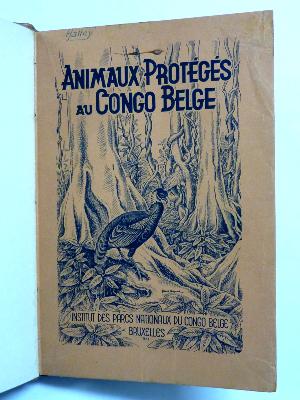 ANIMAUX PROTÉGÉS
AU CONGO BELGE
INSTITUT DES PARCS NATIONAUX DU CONGO BELGE
BRUXELLES